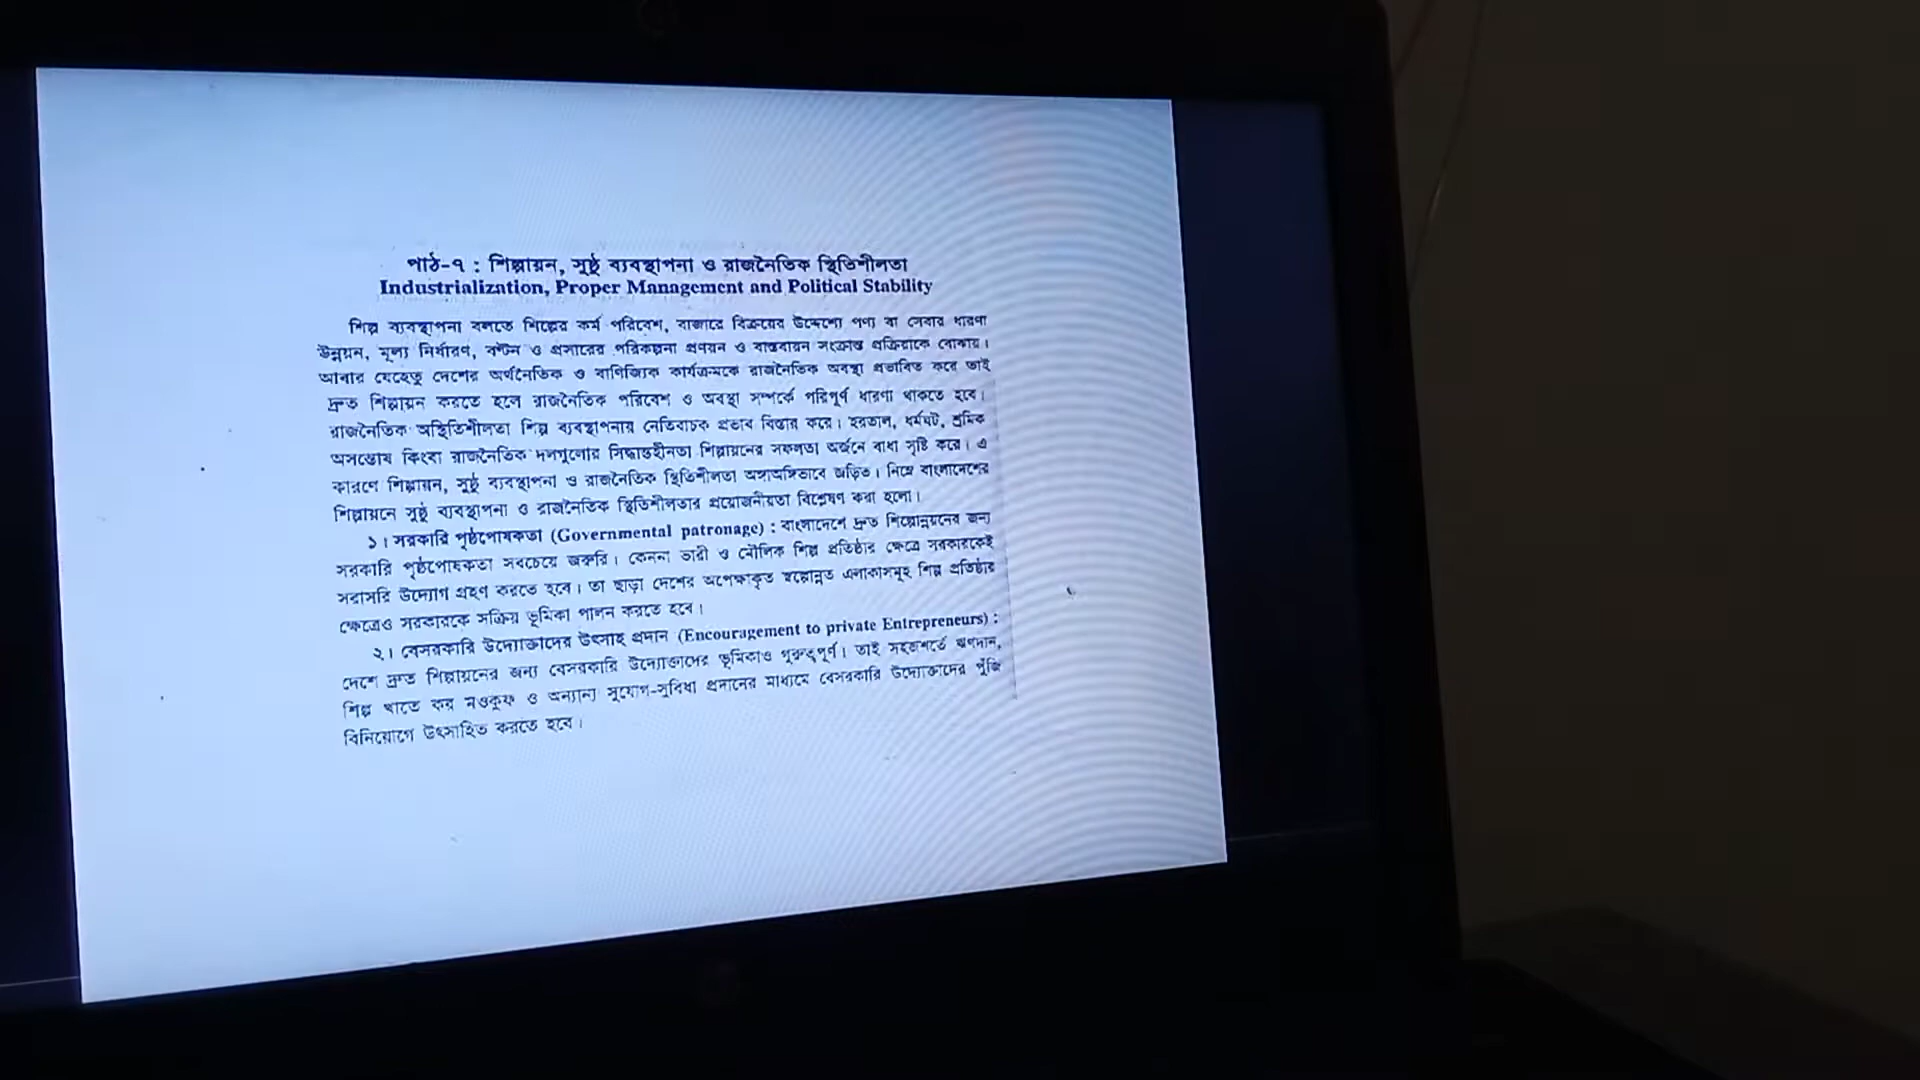 পাঠ-৭ : শিল্পায়ন, সুষ্ঠু ব্যবস্থাপনা ও রাজনৈতিক স্থিতিশীলতা
Industrialization, Proper Management and Political Stability
শিল্প ব্যবস্থাপনা বলতে শিল্পের কর্ম পরিবেশ, বাজারে বিক্রয়ের উদ্দেশ্যে পণ্য বা সেবার ধারণা
উন্নয়ন, মূল্য নির্ধারণ, বণ্টন ও প্রসারের পরিকল্পনা প্রণয়ন ও বাস্তবায়ন সংক্রান্ত প্রক্রিয়াকে বোঝায়।
আবার যেহেতু দেশের অর্থনৈতিক ও বাণিজ্যিক কার্যক্রমকে রাজনৈতিক অবস্থা প্রভাবিত করে তাই
দ্রুত শিল্পায়ন করতে হলে রাজনৈতিক পরিবেশ ও অবস্থা সম্পর্কে পরিপূর্ণ ধারণা থাকতে হবে।
রাজনৈতিক অস্থিতিশীলতা শিল্প ব্যবস্থাপনায় নেতিবাচক প্রভাব বিস্তার করে। হরতাল, ধর্মঘট, শ্রমিক
অসন্তোষ কিংবা রাজনৈতিক দলগুলোর সিদ্ধান্তহীনতা শিল্পায়নের সফলতা অর্জনে বাধা সৃষ্টি করে। এ
কারণে শিল্পায়ন, সুষ্ঠু ব্যবস্থাপনা ও রাজনৈতিক স্থিতিশীলতা অঙ্গাঅঙ্গিভাবে জড়িত। নিম্নে বাংলাদেশের
শিল্পায়নে সুষ্ঠু ব্যবস্থাপনা ও রাজনৈতিক স্থিতিশীলতার প্রয়োজনীয়তা বিশ্লেষণ করা হলো।
১। সরকারি পৃষ্ঠপোষকতা (Governmental patronage) : বাংলাদেশে দ্রুত শিল্পোন্নয়নের জন্য
সরকারি পৃষ্ঠপোষকতা সবচেয়ে জরুরি। কেননা ভারী ও মৌলিক শিল্প প্রতিষ্ঠার ক্ষেত্রে সরকারকেই
সরাসরি উদ্যোগ গ্রহণ করতে হবে। তা ছাড়া দেশের অপেক্ষাকৃত স্বল্পোন্নত এলাকাসমূহ শিল্প প্রতিষ্ঠার
ক্ষেত্রেও সরকারকে সক্রিয় ভূমিকা পালন করতে হবে।
২। বেসরকারি উদ্যোক্তাদের উৎসাহ প্রদান (Encouragement to private Entrepreneurs) :
দেশে দ্রুত শিল্পায়নের জন্য বেসরকারি উদ্যোক্তাদের ভূমিকাও গুরুত্বপূর্ণ। তাই সহজশর্তে ঋণদান,
শিল্প খাতে কর মওকুফ ও অন্যান্য সুযোগ-সুবিধা প্রদানের মাধ্যমে বেসরকারি উদ্যোক্তাদের পুঁজি
বিনিয়োগে উৎসাহিত করতে হবে।